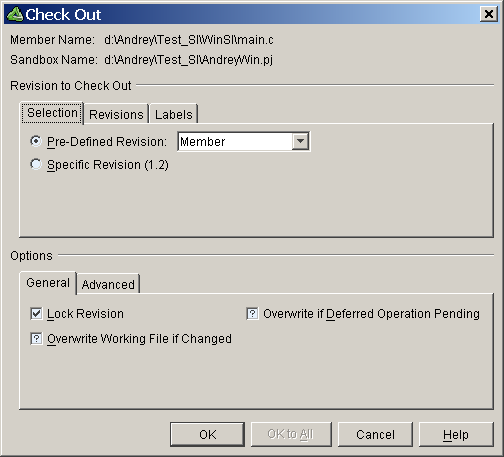 Check Out
Member Name: d:\Andrey\Test_SI\WinSI\main.c
Sandbox Name: d:\Andrey\Test_SI\AndreyWin.pj
Revision to Check Out
Selection Revisions Labels
Pre-Defined Revision: Member
Specific Revision (1.2)
Options
General Advanced
Lock Revision ? Overwrite if Deferred Operation Pending
? Overwrite Working File if Changed
OK OK to All Cancel Help